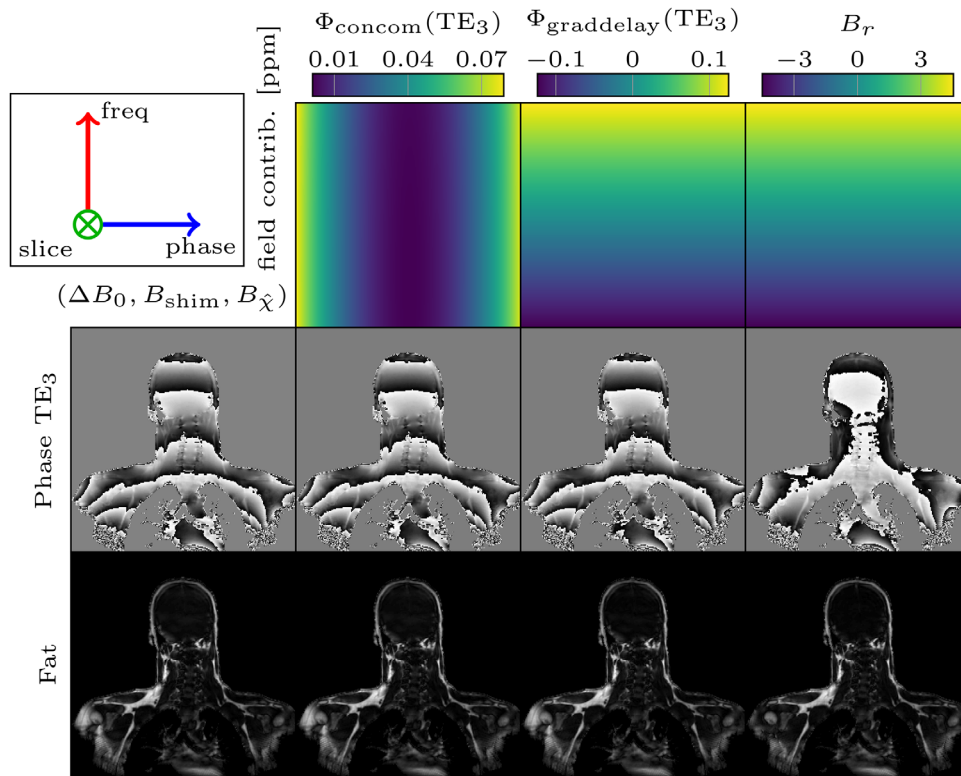 Φconcom(TE₃) Φgraddelay(TE₃) Bᵣ
[ppm] 0.01 0.04 0.07 −0.1 0 0.1 −3 0 3
freq
field contrib.
slice phase
(ΔB₀, Bshim, Bχ̂)
Phase TE₃
Fat